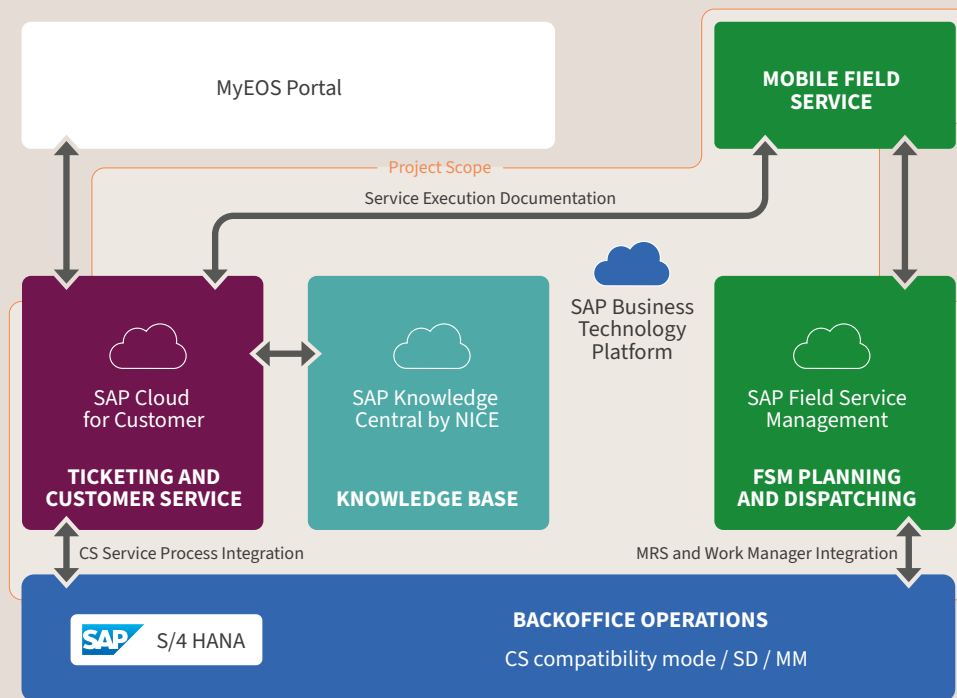 MyEOS Portal
MOBILE FIELD
SERVICE
Project Scope
Service Execution Documentation
SAP Business
Technology
Platform
SAP Cloud
for Customer
TICKETING AND
CUSTOMER SERVICE
SAP Knowledge
Central by NICE
KNOWLEDGE BASE
SAP Field Service
Management
FSM PLANNING
AND DISPATCHING
CS Service Process Integration
MRS and Work Manager Integration
SAP S/4 HANA
BACKOFFICE OPERATIONS
CS compatibility mode / SD / MM